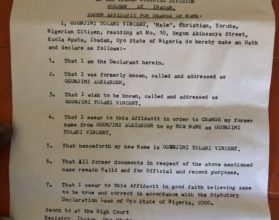 HOLDEN AT IBADAN.
SWORN AFFIDAVIT FOR CHANGE OF NAME:
I, OGUNJIMI TOLANI VINCENT, "Male", Christian, Yoruba,
Nigerian Citizen, residing at No. 10, Segun Akinsanya Street,
Apata, Ibadan, Oyo State of Nigeria do hereby make an Oath
and declare as follows:-
1. That I am the Declarant herein.
2. That I was formerly known, called and addressed as
OGUNJIMI ALEXANDER,
3. That I wish to be known, called and addressed as
OGUNJIMI TOLANI VINCENT,
4. That I swear to this Affidavit in order to CHANGE my former
name from OGUNJIMI ALEXANDER to my NEW NAME as OGUNJIMI
TOLANI VINCENT,
5. That henceforth my New Name is OGUNJIMI TOLANI VINCENT,
6. That All former documents in respect of the above mentioned
name remain Valid and for Official and record purposes,
7. That I swear to this Affidavit in good faith believing same
to be true and correct in accordance with the Statutory
Declaration Laws of Oyo State of Nigeria, 2000,
Sworn to at the High Court
Registry, Ibadan, Oyo State